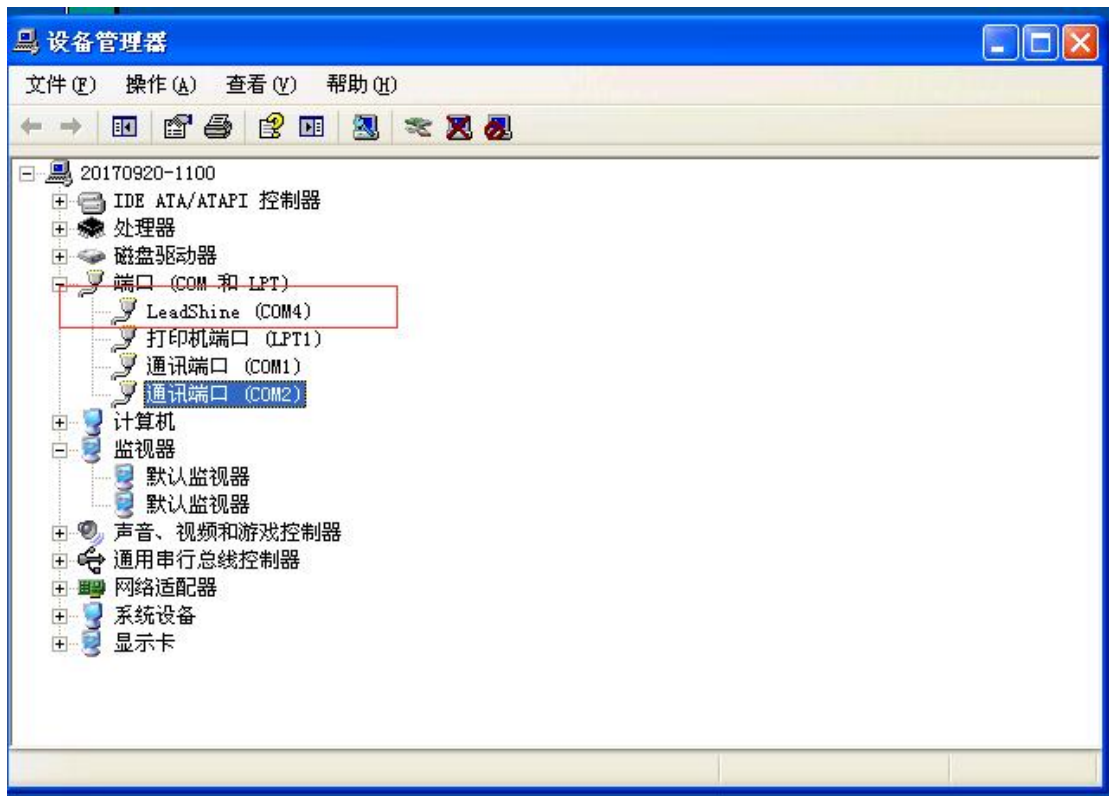 设备管理器
文件(F) 操作(A) 查看(V) 帮助(H)
20170920-1100
IDE ATA/ATAPI 控制器
处理器
磁盘驱动器
端口 (COM 和 LPT)
LeadShine (COM4)
打印机端口 (LPT1)
通讯端口 (COM1)
通讯端口 (COM2)
计算机
监视器
默认监视器
默认监视器
声音、视频和游戏控制器
通用串行总线控制器
网络适配器
系统设备
显示卡